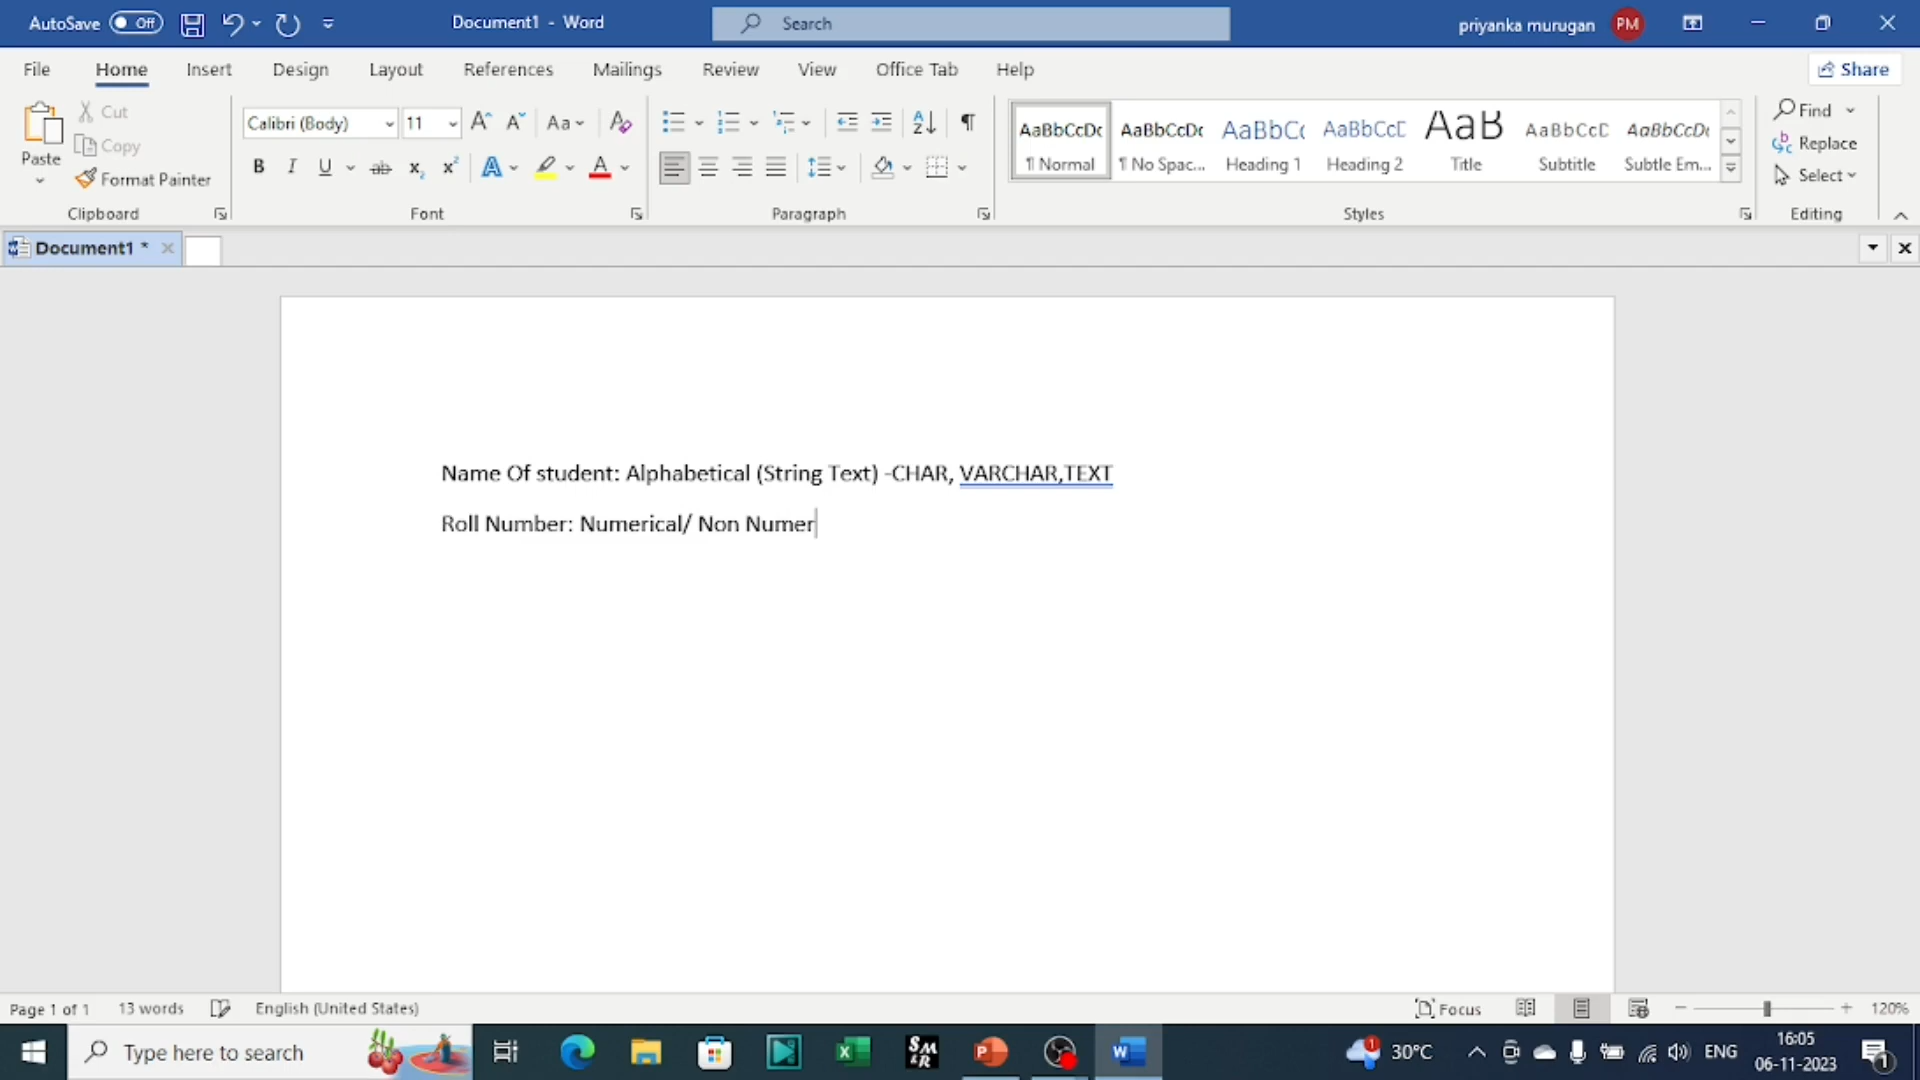 AutoSave Off Document1 - Word Search priyanka murugan PM
File Home Insert Design Layout References Mailings Review View Office Tab Help Share
Paste Cut Copy Format Painter Clipboard
Calibri (Body) 11 Font
Paragraph
AaBbCcDc AaBbCcDc AaBbCc AaBbCcC AaB AaBbCcC AaBbCcDc
¶ Normal ¶ No Spac... Heading 1 Heading 2 Title Subtitle Subtle Em...
Styles
Find Replace Select Editing
Document1 *
Name Of student: Alphabetical (String Text) -CHAR, VARCHAR,TEXT
Roll Number: Numerical/ Non Numer
Page 1 of 1 13 words English (United States) Focus 120%
Type here to search 30°C ENG 16:05
06-11-2023